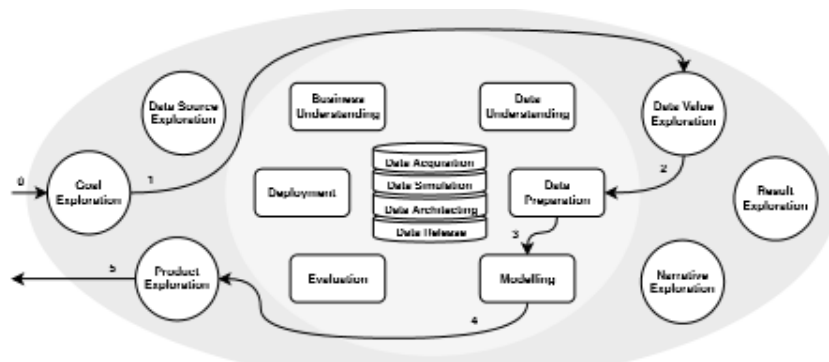 Data Source
Exploration
Business
Understanding
Data
Understanding
Data Value
Exploration
0
Goal
Exploration
1
Data Acquisition
Data Simulation
Data Architecting
Data Release
2
Deployment
Data
Preparation
Result
Exploration
3
5
Product
Exploration
Evaluation
Modelling
Narrative
Exploration
4